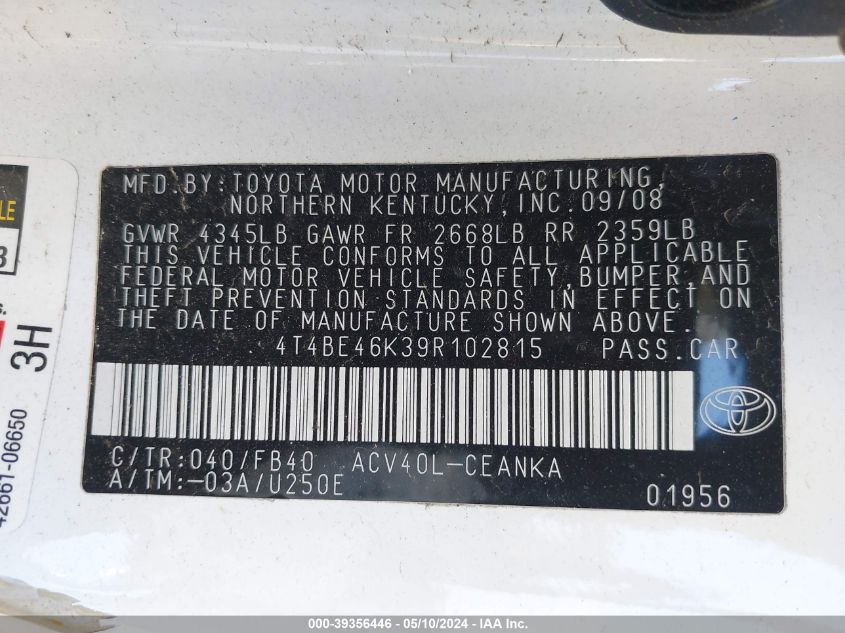 MFD.BY:TOYOTA MOTOR MANUFACTURING,
NORTHERN KENTUCKY, INC. 09/08
GVWR 4345LB GAWR FR 2668LB RR 2359LB
THIS VEHICLE CONFORMS TO ALL APPLICABLE
FEDERAL MOTOR VEHICLE SAFETY,BUMPER,AND
THEFT PREVENTION STANDARDS IN EFFECT ON
THE DATE OF MANUFACTURE SHOWN ABOVE.
4T4BE46K39R102815 PASS.CAR
C/TR:040/FB40 ACV40L-CEANKA
A/TM:-03A/U250E 01956
3H
42661-06650
000-39356446 - 05/10/2024 - IAA Inc.